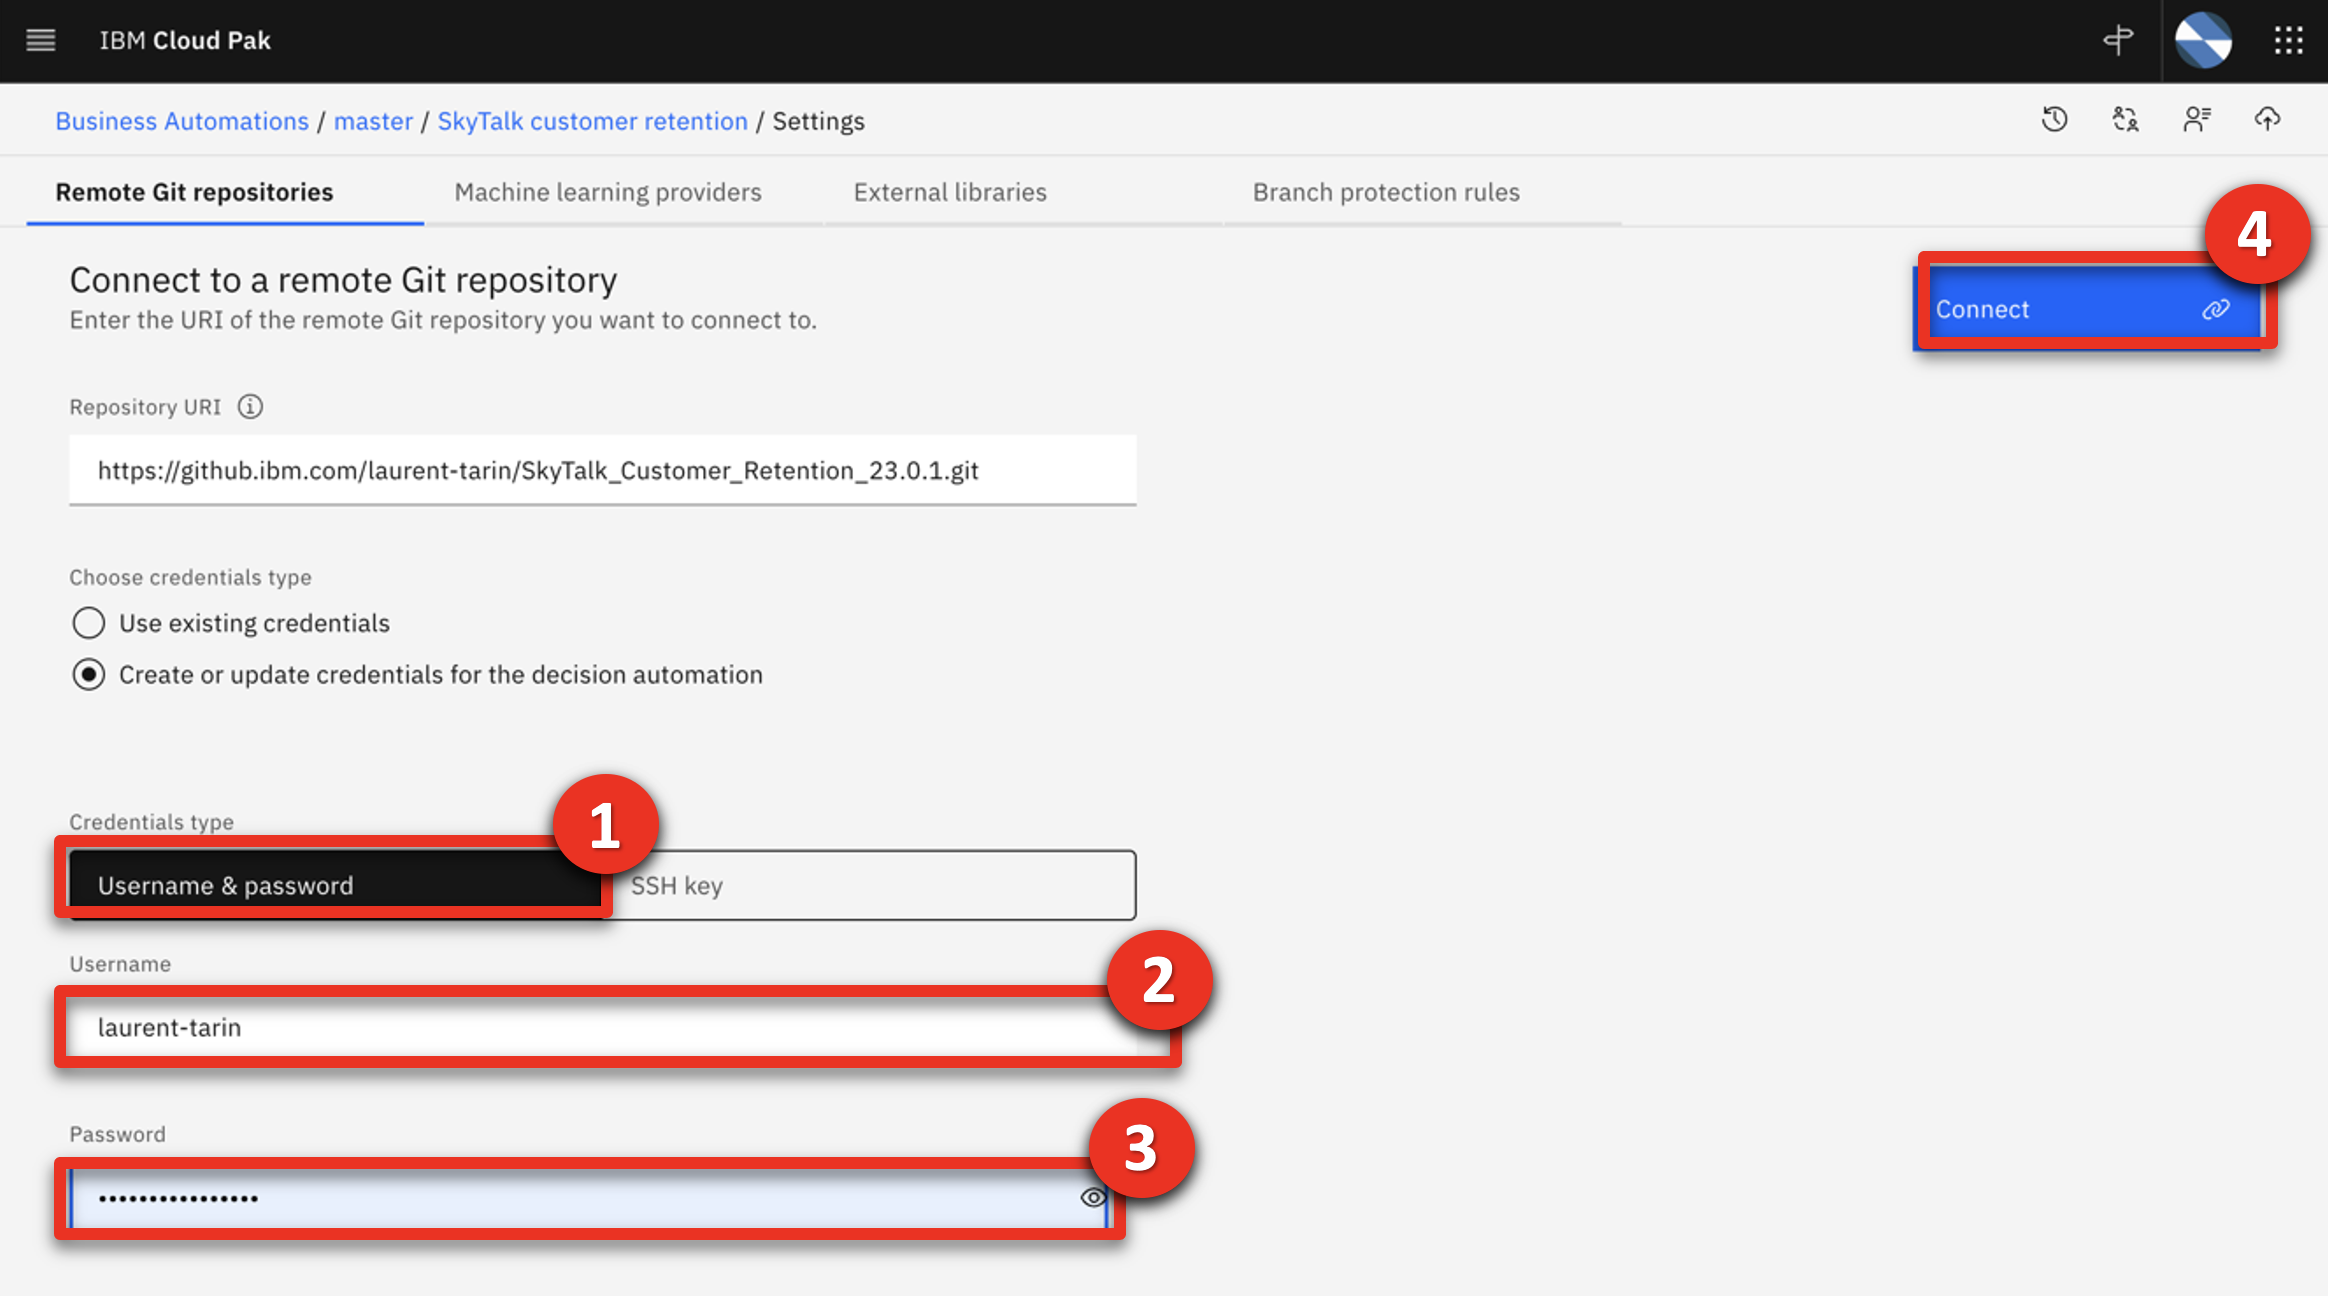 IBM Cloud Pak
Business Automations / master / SkyTalk customer retention / Settings
Remote Git repositories
Machine learning providers
External libraries
Branch protection rules
4
Connect to a remote Git repository
Enter the URI of the remote Git repository you want to connect to.
Connect
Repository URI
https://github.ibm.com/laurent-tarin/SkyTalk_Customer_Retention_23.0.1.git
Choose credentials type
Use existing credentials
Create or update credentials for the decision automation
1
Credentials type
Username & password
SSH key
2
Username
laurent-tarin
3
Password
••••••••••••••••